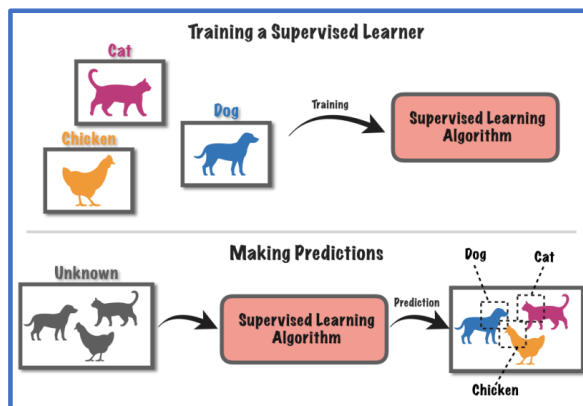 Training a Supervised Learner
Cat
Dog
Chicken
Training
Supervised Learning
Algorithm
Making Predictions
Unknown
Supervised Learning
Algorithm
Prediction
Dog
Cat
Chicken